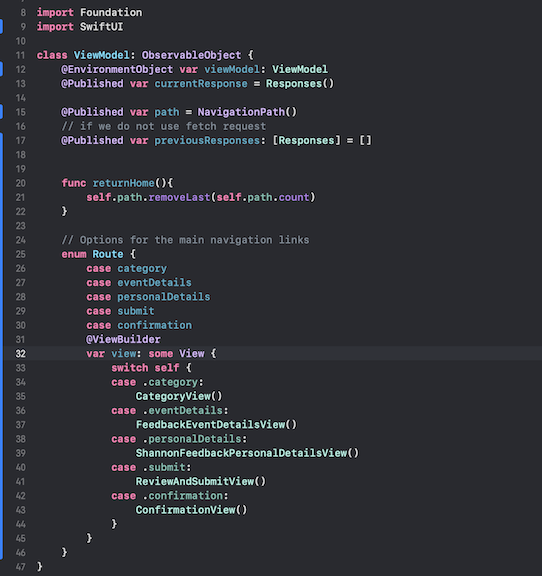 8 import Foundation
9 import SwiftUI
10
11 class ViewModel: ObservableObject {
12     @EnvironmentObject var viewModel: ViewModel
13     @Published var currentResponse = Responses()
14
15     @Published var path = NavigationPath()
16     // if we do not use fetch request
17     @Published var previousResponses: [Responses] = []
18
19
20     func returnHome(){
21         self.path.removeLast(self.path.count)
22     }
23
24     // Options for the main navigation links
25     enum Route {
26         case category
27         case eventDetails
28         case personalDetails
29         case submit
30         case confirmation
31         @ViewBuilder
32         var view: some View {
33             switch self {
34             case .category:
35                 CategoryView()
36             case .eventDetails:
37                 FeedbackEventDetailsView()
38             case .personalDetails:
39                 ShannonFeedbackPersonalDetailsView()
40             case .submit:
41                 ReviewAndSubmitView()
42             case .confirmation:
43                 ConfirmationView()
44             }
45         }
46     }
47 }